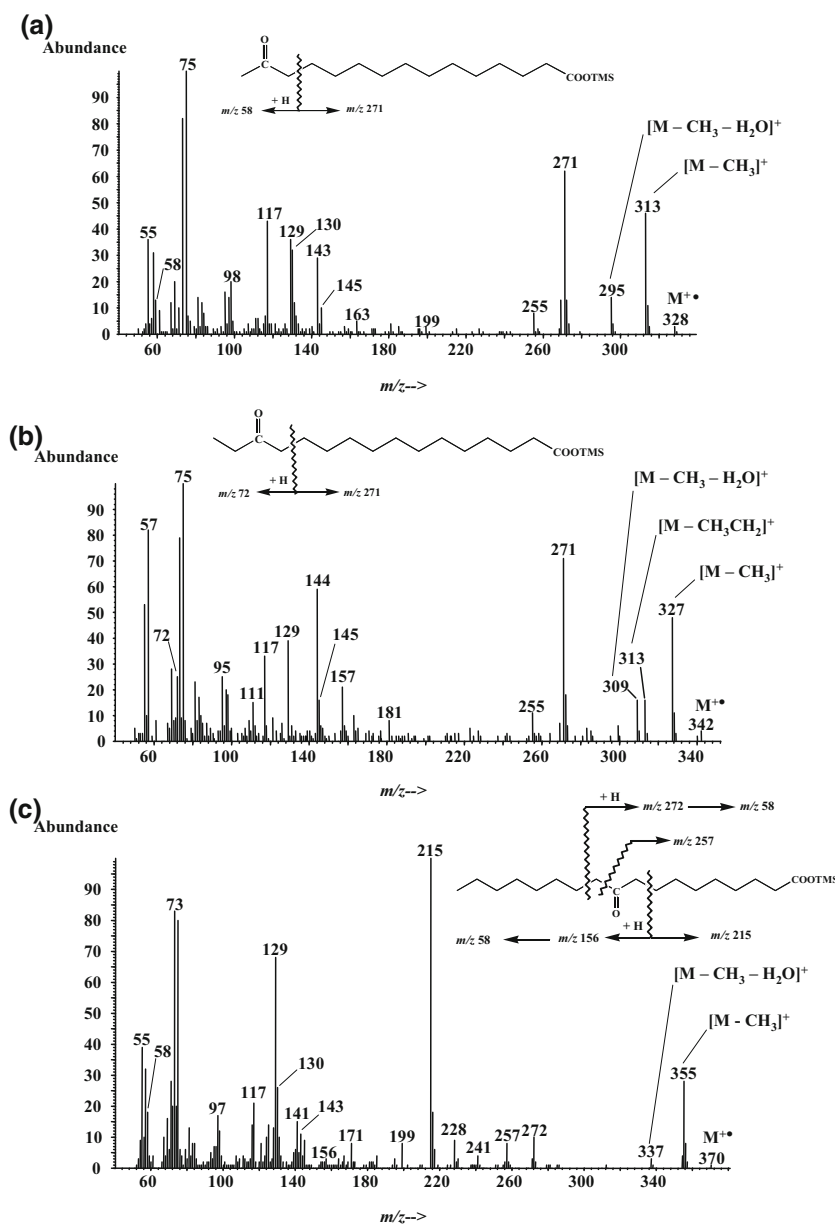 (a)
Abundance
O
C
COOTMS
+ H
m/z 58
m/z 271
75
[M – CH3 – H2O]+
[M – CH3]+
90
80
70
60
50
40
30
20
10
0
55
58
98
117
129
130
143
145
163
199
255
271
295
313
M+•
328
60
100
140
180
220
260
300
m/z-->
(b)
Abundance
O
C
COOTMS
+ H
m/z 72
m/z 271
75
[M – CH3 – H2O]+
[M – CH3CH2]+
[M – CH3]+
90
80
70
60
50
40
30
20
10
0
57
72
95
111
117
129
144
145
157
181
255
271
309
313
327
M+•
342
60
100
140
180
220
260
300
340
m/z-->
(c)
Abundance
+ H
m/z 272
m/z 58
m/z 257
COOTMS
C
O
m/z 58
m/z 156
+ H
m/z 215
215
[M – CH3 – H2O]+
[M - CH3]+
90
80
70
60
50
40
30
20
10
0
55
58
73
97
117
129
130
141
143
156
171
199
228
241
257
272
337
355
M+•
370
60
100
140
180
220
260
300
340
m/z-->